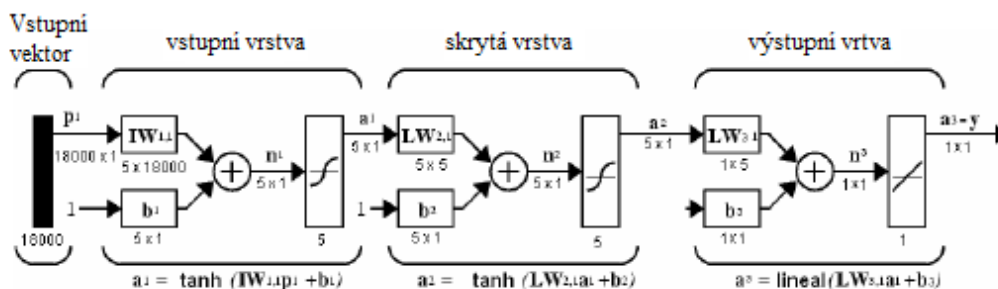 Vstupní
vektor
vstupní vrstva
skrytá vrstva
výstupní vrtva
p1
18000 x 1
IW1,1
5 x 18000
1
b1
5 x 1
18000
n1
5 x 1
5
a1
5 x 1
LW2,1
5 x 5
1
b2
5 x 1
n2
5 x 1
5
a2
5 x 1
LW3,1
1 x 5
b3
1 x 1
n3
1 x 1
1
a3=y
1 x 1
a1 = tanh (IW1,1p1 +b1)
a2 = tanh (LW2,1a1 +b2)
a3 = lineal(LW3,1a1 +b3)